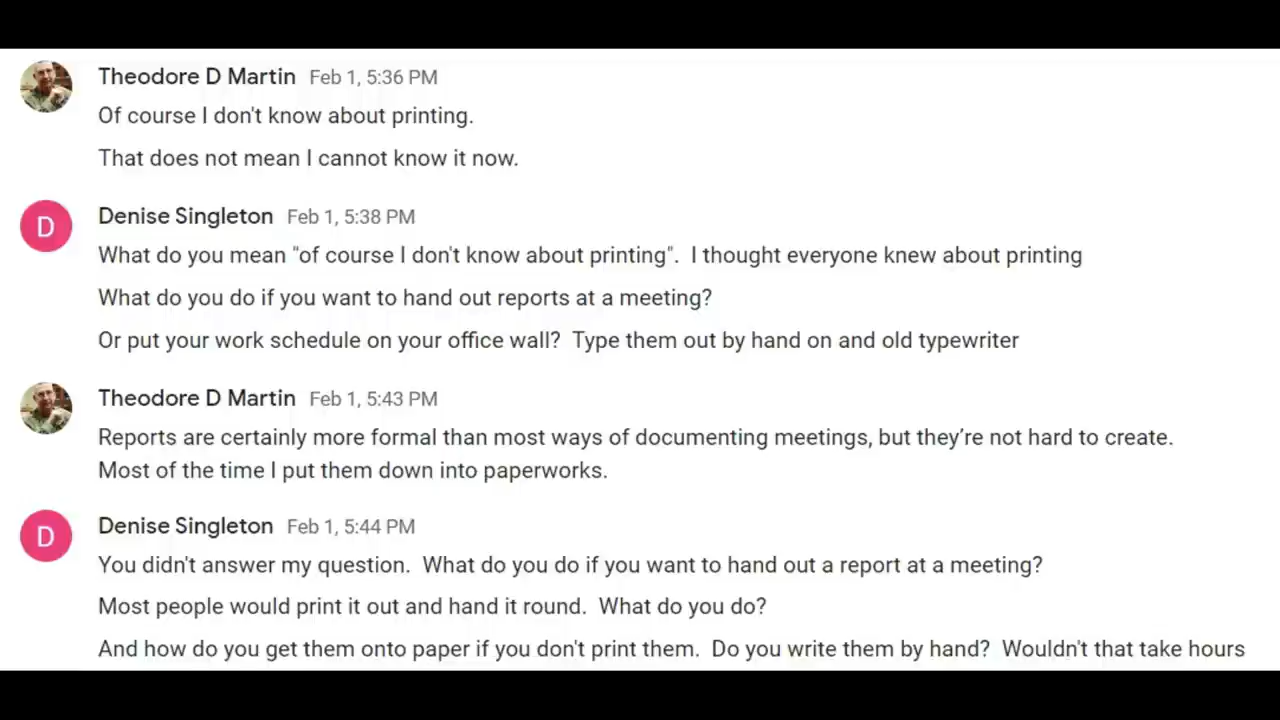 Theodore D Martin Feb 1, 5:36 PM
Of course I don't know about printing.
That does not mean I cannot know it now.
D
Denise Singleton Feb 1, 5:38 PM
What do you mean "of course I don't know about printing".  I thought everyone knew about printing
What do you do if you want to hand out reports at a meeting?
Or put your work schedule on your office wall?  Type them out by hand on and old typewriter
Theodore D Martin Feb 1, 5:43 PM
Reports are certainly more formal than most ways of documenting meetings, but they’re not hard to create.
Most of the time I put them down into paperworks.
D
Denise Singleton Feb 1, 5:44 PM
You didn't answer my question.  What do you do if you want to hand out a report at a meeting?
Most people would print it out and hand it round.  What do you do?
And how do you get them onto paper if you don't print them.  Do you write them by hand?  Wouldn't that take hours